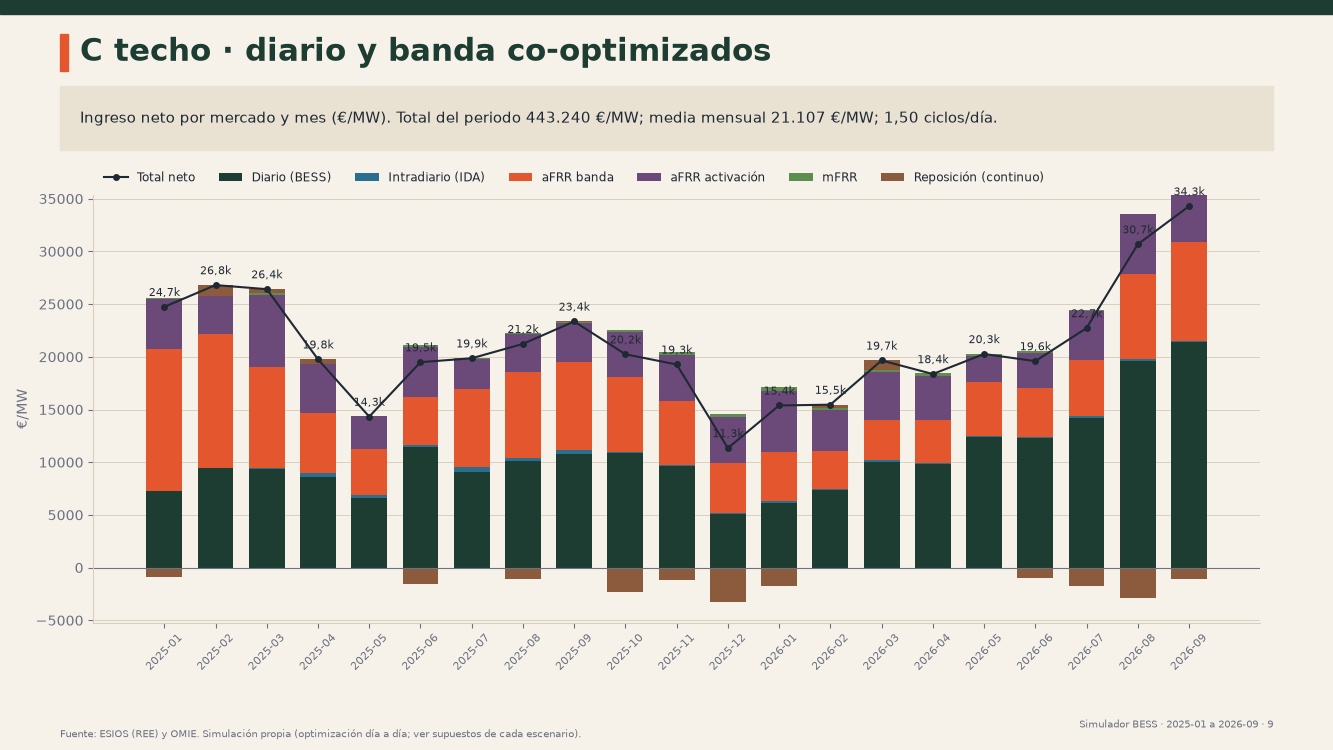 C techo · diario y banda co-optimizados
Ingreso neto por mercado y mes (€/MW). Total del periodo 443.240 €/MW; media mensual 21.107 €/MW; 1,50 ciclos/día.
Total neto Diario (BESS) Intradiario (IDA) aFRR banda aFRR activación mFRR Reposición (continuo)
€/MW
35000
30000
25000
20000
15000
10000
5000
0
−5000
24,7k 26,8k 26,4k 19,8k 14,3k 19,5k 19,9k 21,2k 23,4k 20,2k 19,3k 11,3k 15,4k 15,5k 19,7k 18,4k 20,3k 19,6k 22,7k 30,7k 34,3k
2025-01 2025-02 2025-03 2025-04 2025-05 2025-06 2025-07 2025-08 2025-09 2025-10 2025-11 2025-12 2026-01 2026-02 2026-03 2026-04 2026-05 2026-06 2026-07 2026-08 2026-09
Simulador BESS · 2025-01 a 2026-09 · 9
Fuente: ESIOS (REE) y OMIE. Simulación propia (optimización día a día; ver supuestos de cada escenario).